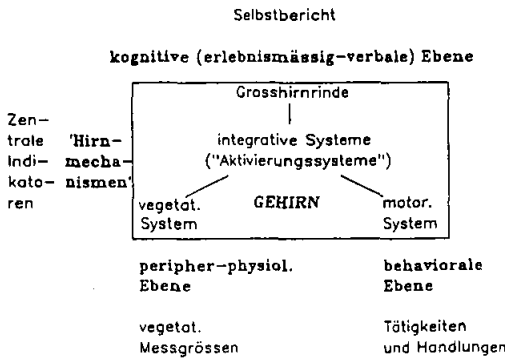 Selbstbericht
kognitive (erlebnismässig-verbale) Ebene
Grosshirnrinde
Zen-
trale 'Hirn-
Indi- mecha-
kato- nismen'
ren
integrative Systeme
("Aktivierungssysteme")
vegetat. GEHIRN motor.
System System
peripher-physiol. behaviorale
Ebene Ebene
vegetat. Tätigkeiten
Messgrössen und Handlungen